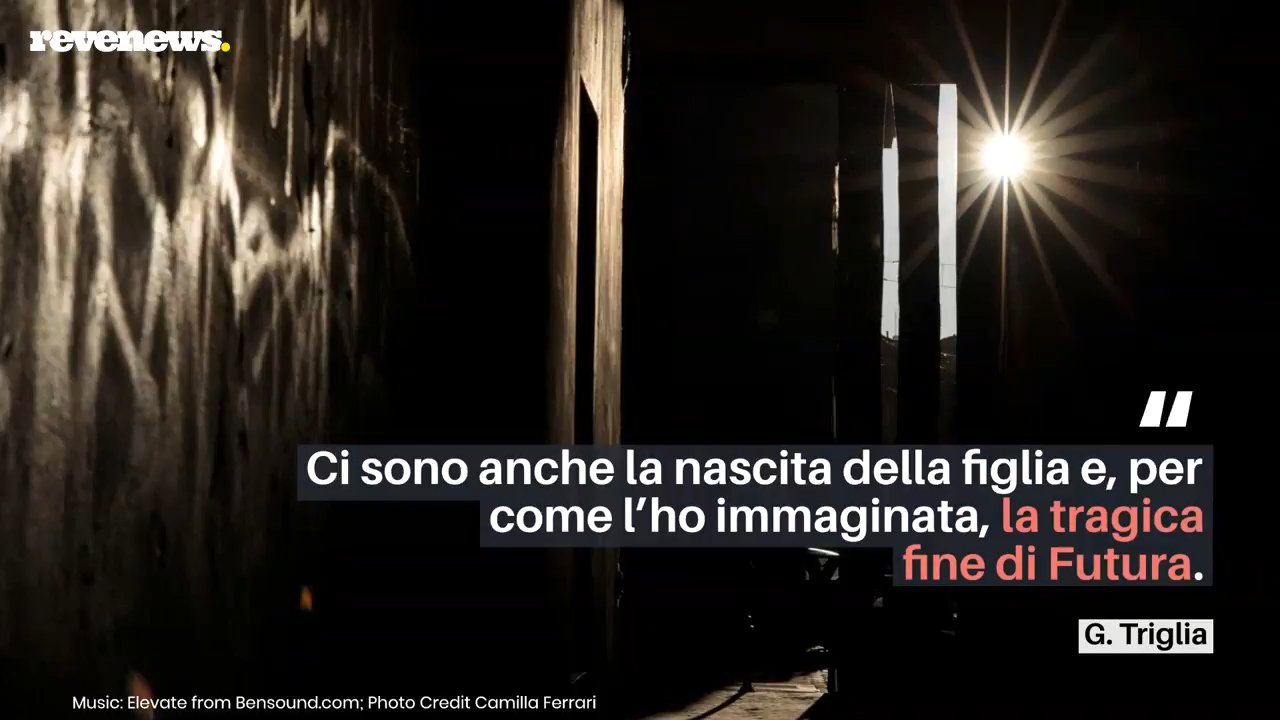 revenews.
"
Ci sono anche la nascita della figlia e, per
come l’ho immaginata, la tragica
fine di Futura.
G. Triglia
Music: Elevate from Bensound.com; Photo Credit Camilla Ferrari